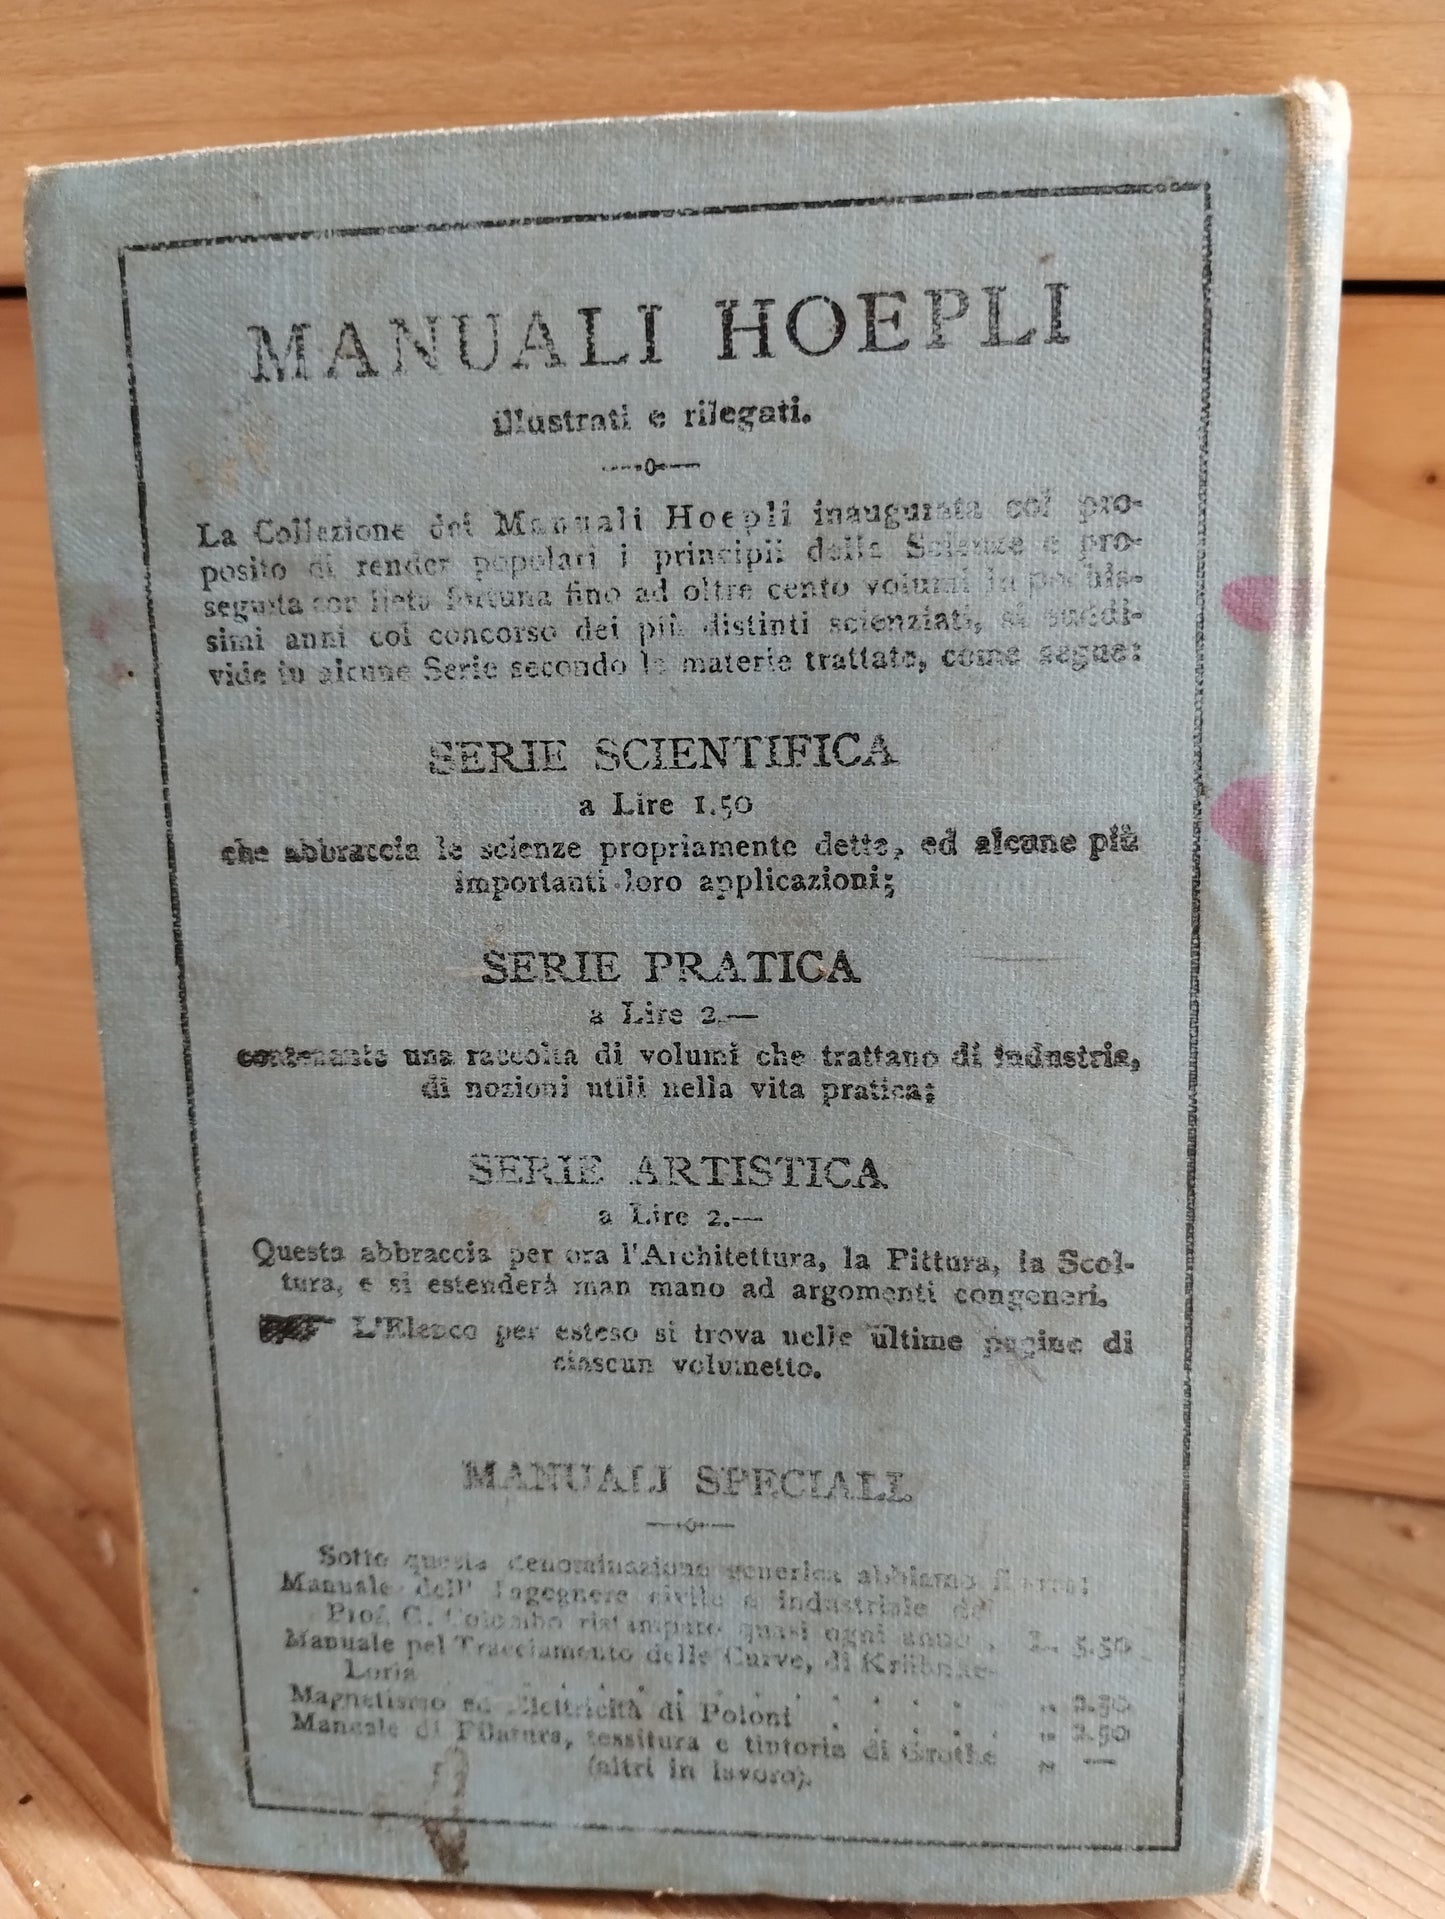 MANUALI HOEPLI
illustrati e rilegati.
La Collezione dei Manuali Hoepli inaugurata col pro-
posito di render popolari i principii delle Scienze e pro-
seguita con lieta fortuna fino ad oltre cento volumi in pochis-
simi anni col concorso dei più distinti scienziati, si suddi-
vide in alcune Serie secondo le materie trattate, come segue:
SERIE SCIENTIFICA
a Lire 1.50
che abbraccia le scienze propriamente dette, ed alcune più
importanti loro applicazioni;
SERIE PRATICA
a Lire 2.—
contenente una raccolta di volumi che trattano di industrie,
di nozioni utili nella vita pratica;
SERIE ARTISTICA
a Lire 2.—
Questa abbraccia per ora l'Architettura, la Pittura, la Scol-
tura, e si estenderà man mano ad argomenti congeneri.
L'Elenco per esteso si trova nelle ultime pagine di
ciascun volumetto.
MANUALI SPECIALI.
Sotto questa denominazione generica abbiamo finora:
Manuale dell' Ingegnere civile e industriale del
Prof. G. Colombo ristampato quasi ogni anno . L. 5.50
Manuale pel Tracciamento delle Curve, di
Loria . . . . . . . . „ 2.50
Magnetismo ed Elettricità di Poloni . . . „ 2.50
Manuale di Filatura, tessitura e tintoria di Grothe „ —
(altri in lavoro).